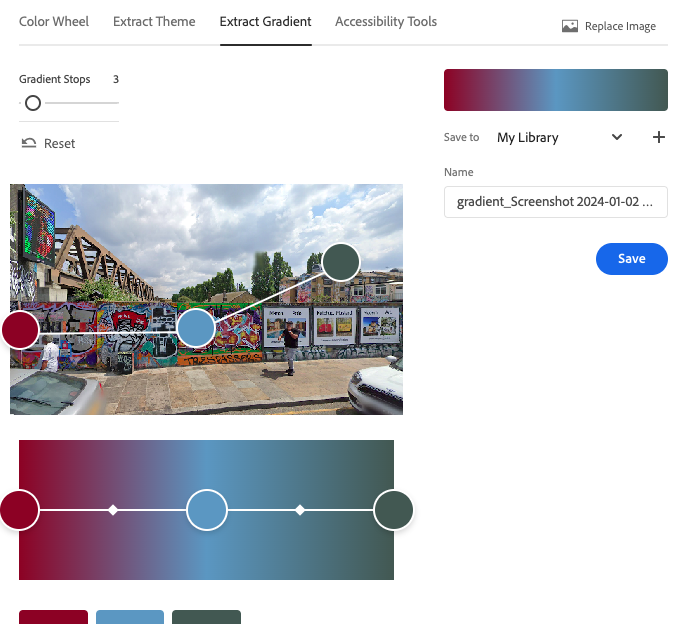 Color Wheel Extract Theme Extract Gradient Accessibility Tools
Replace Image
Gradient Stops 3
Reset
Save to My Library
Name
gradient_Screenshot 2024-01-02 ...
Save